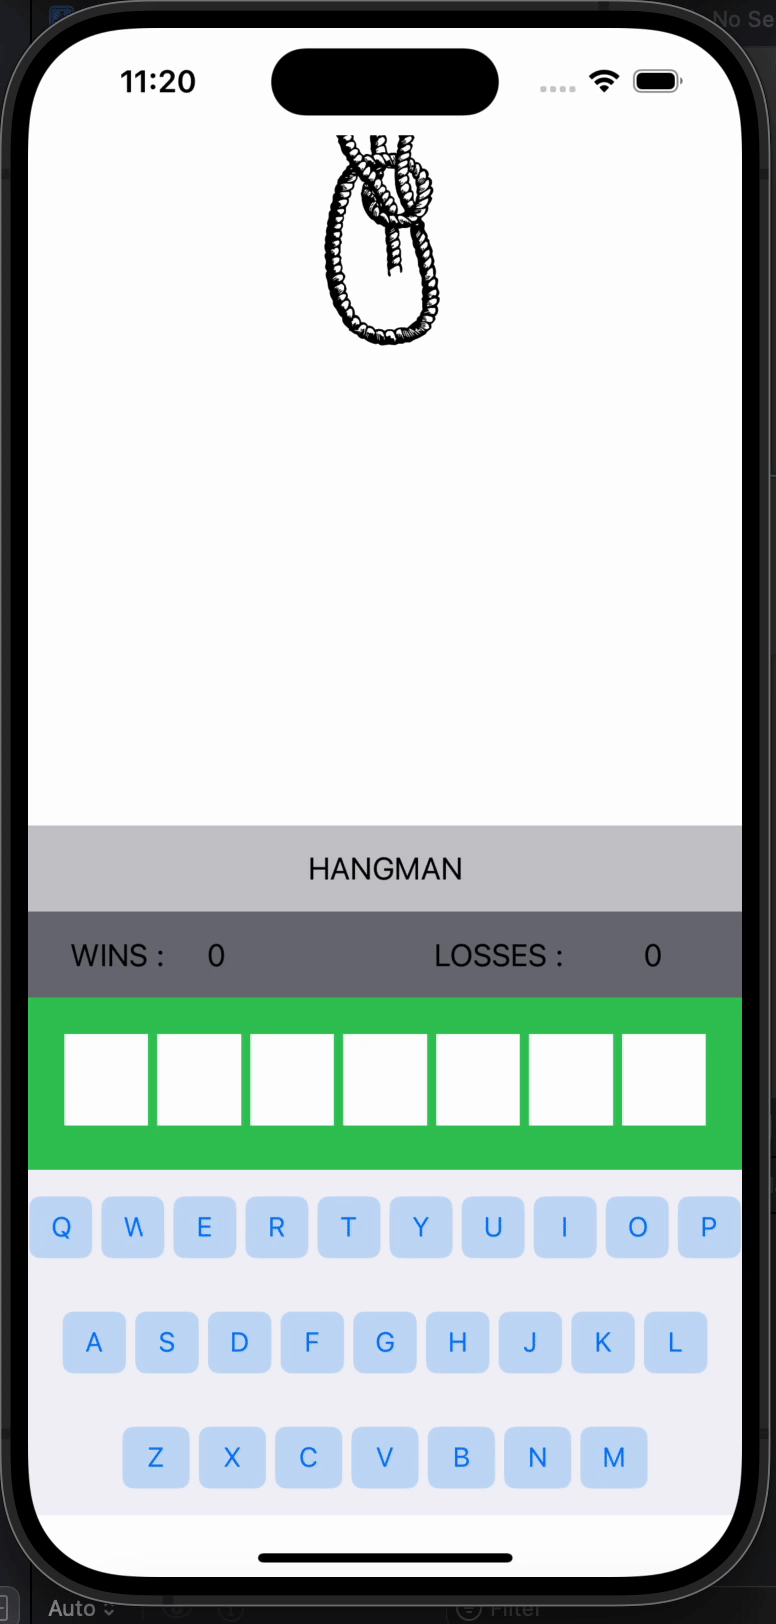 No Se
11:20
HANGMAN
WINS : 0 LOSSES : 0
Q W E R T Y U I O P
A S D F G H J K L
Z X C V B N M
Auto
Filter